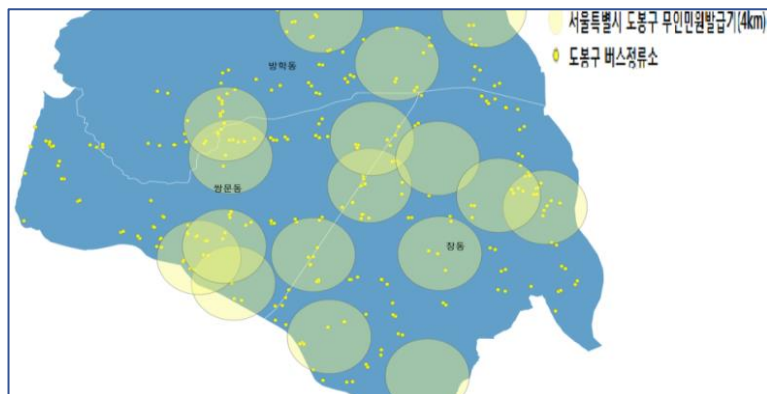 서울특별시 도봉구 무인민원발급기(4km)
도봉구 버스정류소
방학동
쌍문동
창동